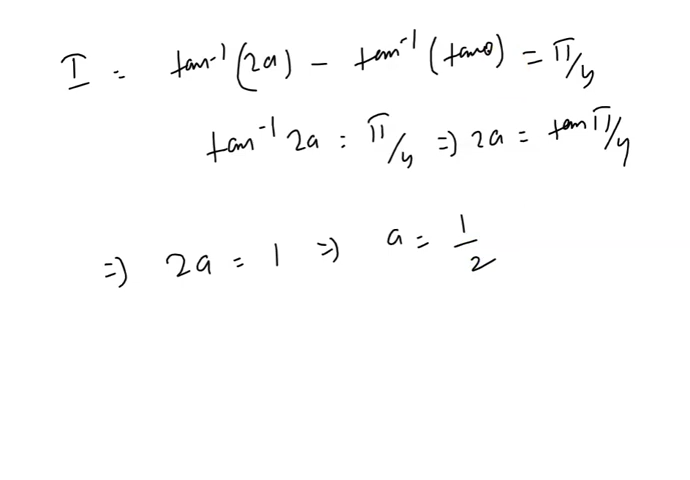 I = tan⁻¹(2a) − tan⁻¹(tan0) = π/4
tan⁻¹ 2a = π/4 ⇒ 2a = tan π/4
⇒ 2a = 1 ⇒ a = 1/2